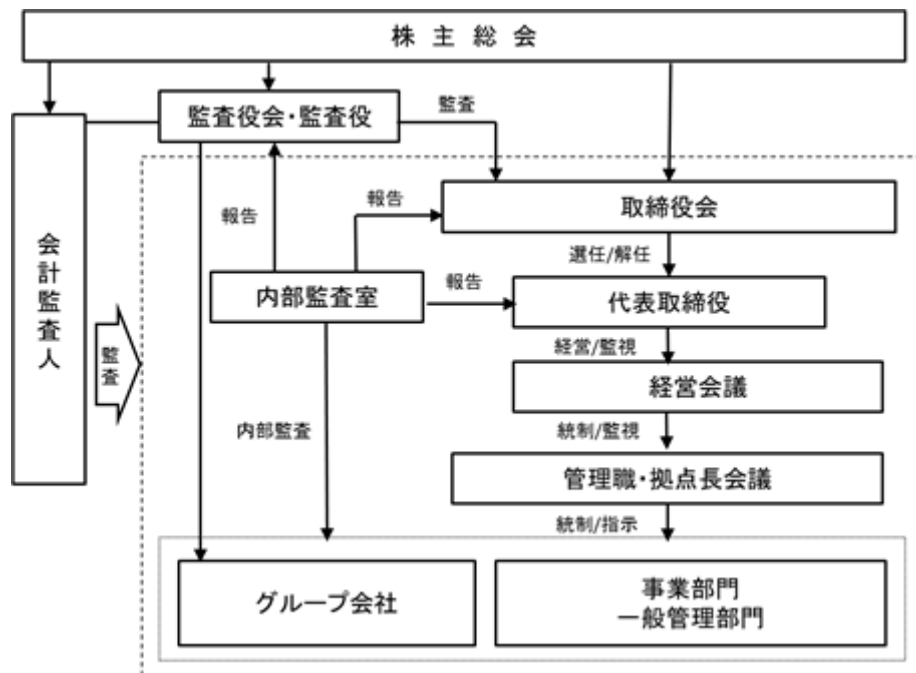 株主総会
監査役会・監査役
監査
会計監査人
報告
報告
取締役会
選任/解任
内部監査室
報告
代表取締役
監査
経営/監視
経営会議
内部監査
統制/監視
管理職・拠点長会議
統制/指示
グループ会社
事業部門
一般管理部門